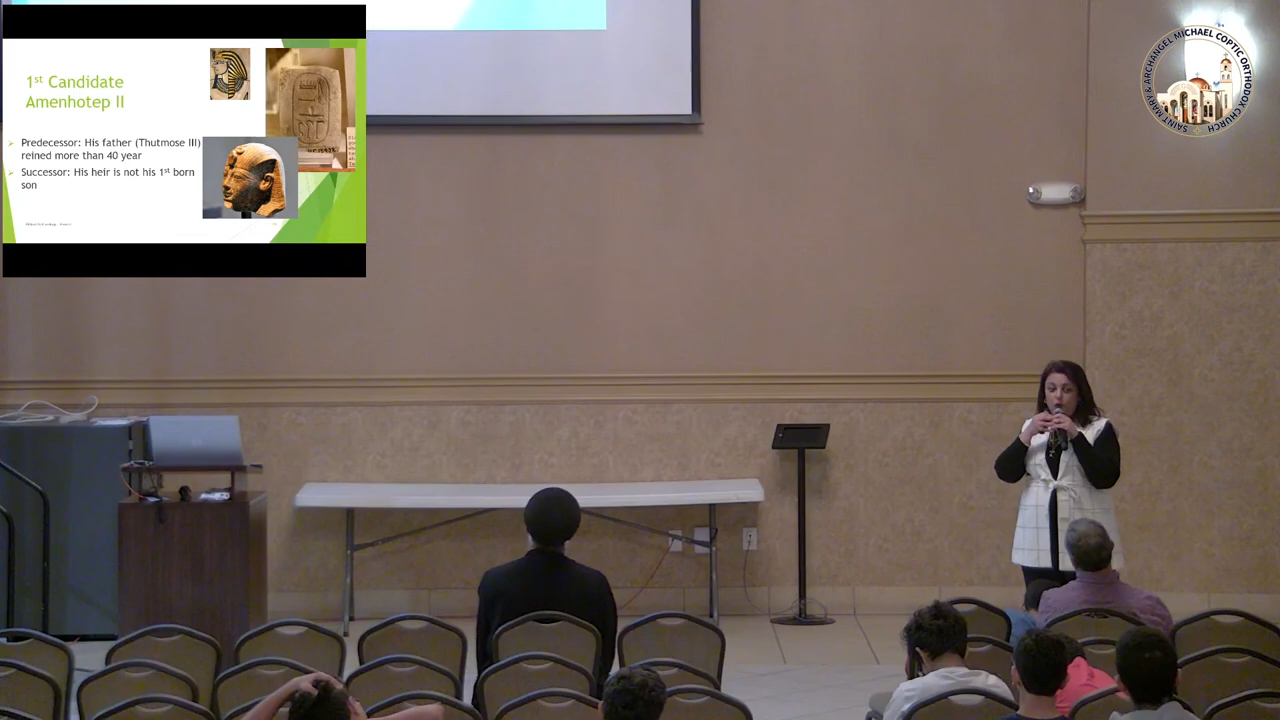 1st Candidate
Amenhotep II
Predecessor: His father (Thutmose III)
reined more than 40 year
Successor: His heir is not his 1st born
son
SAINT MARY & ARCHANGEL MICHAEL COPTIC ORTHODOX CHURCH